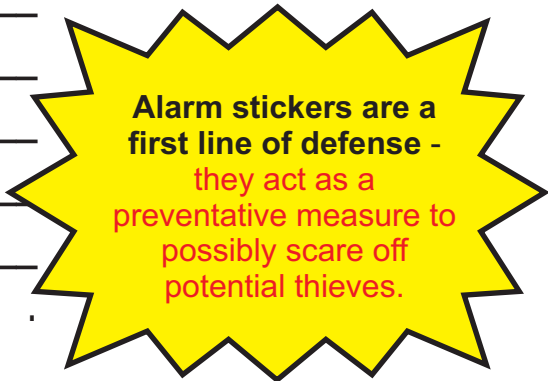 Alarm stickers are a
first line of defense -
they act as a
preventative measure to
possibly scare off
potential thieves.